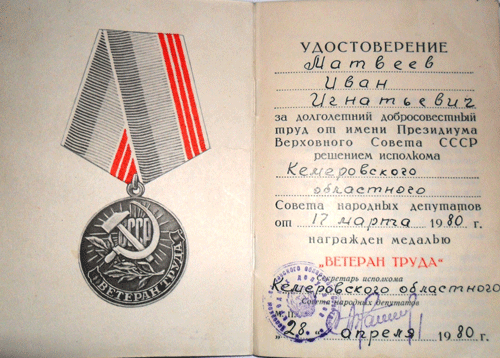 СССР
ВЕТЕРАН ТРУДА
УДОСТОВЕРЕНИЕ
Матвеев
Иван
Игнатьевич
за долголетний добросовестный
труд от имени Президиума
Верховного Совета СССР
решением исполкома
Кемеровского
областного
Совета народных депутатов
от 17 марта 1980 г.
награжден медалью
"ВЕТЕРАН ТРУДА"
Секретарь исполкома
Кемеровского областного
Совета народных депутатов
"28" апреля 1980 г.